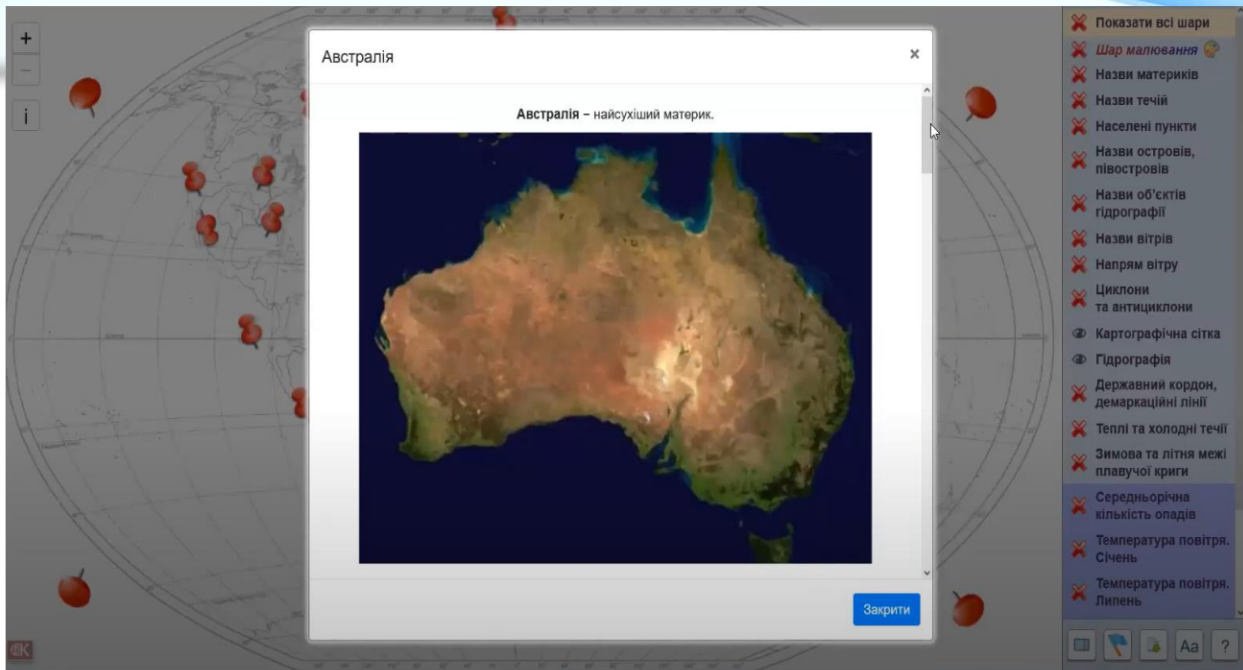 +
−
i
Австралія
×
Австралія – найсухіший материк.
Закрити
Показати всі шари
Шар малювання
Назви материків
Назви течій
Населені пункти
Назви островів,
півостровів
Назви об'єктів
гідрографії
Назви вітрів
Напрям вітру
Циклони
та антициклони
Картографічна сітка
Гідрографія
Державний кордон,
демаркаційні лінії
Теплі та холодні течії
Зимова та літня межі
плавучої криги
Середньорічна
кількість опадів
Температура повітря.
Січень
Температура повітря.
Липень
Aa
?